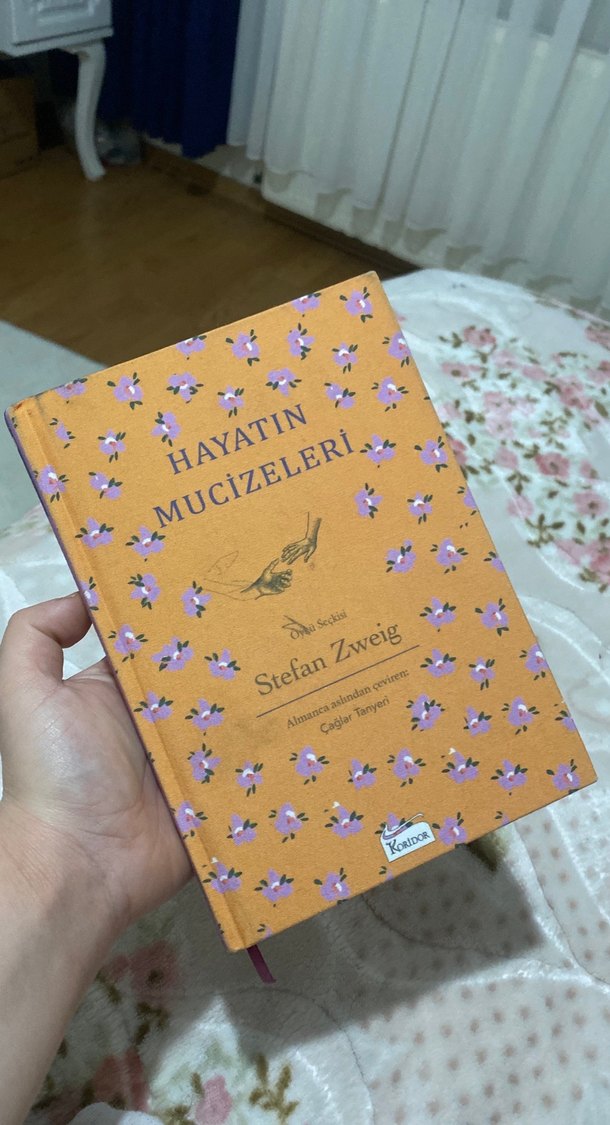 HAYATIN
MUCİZELERİ
Öykü Seçkisi
Stefan Zweig
Almanca aslından çeviren:
Çağlar Tanyeri
KORİDOR